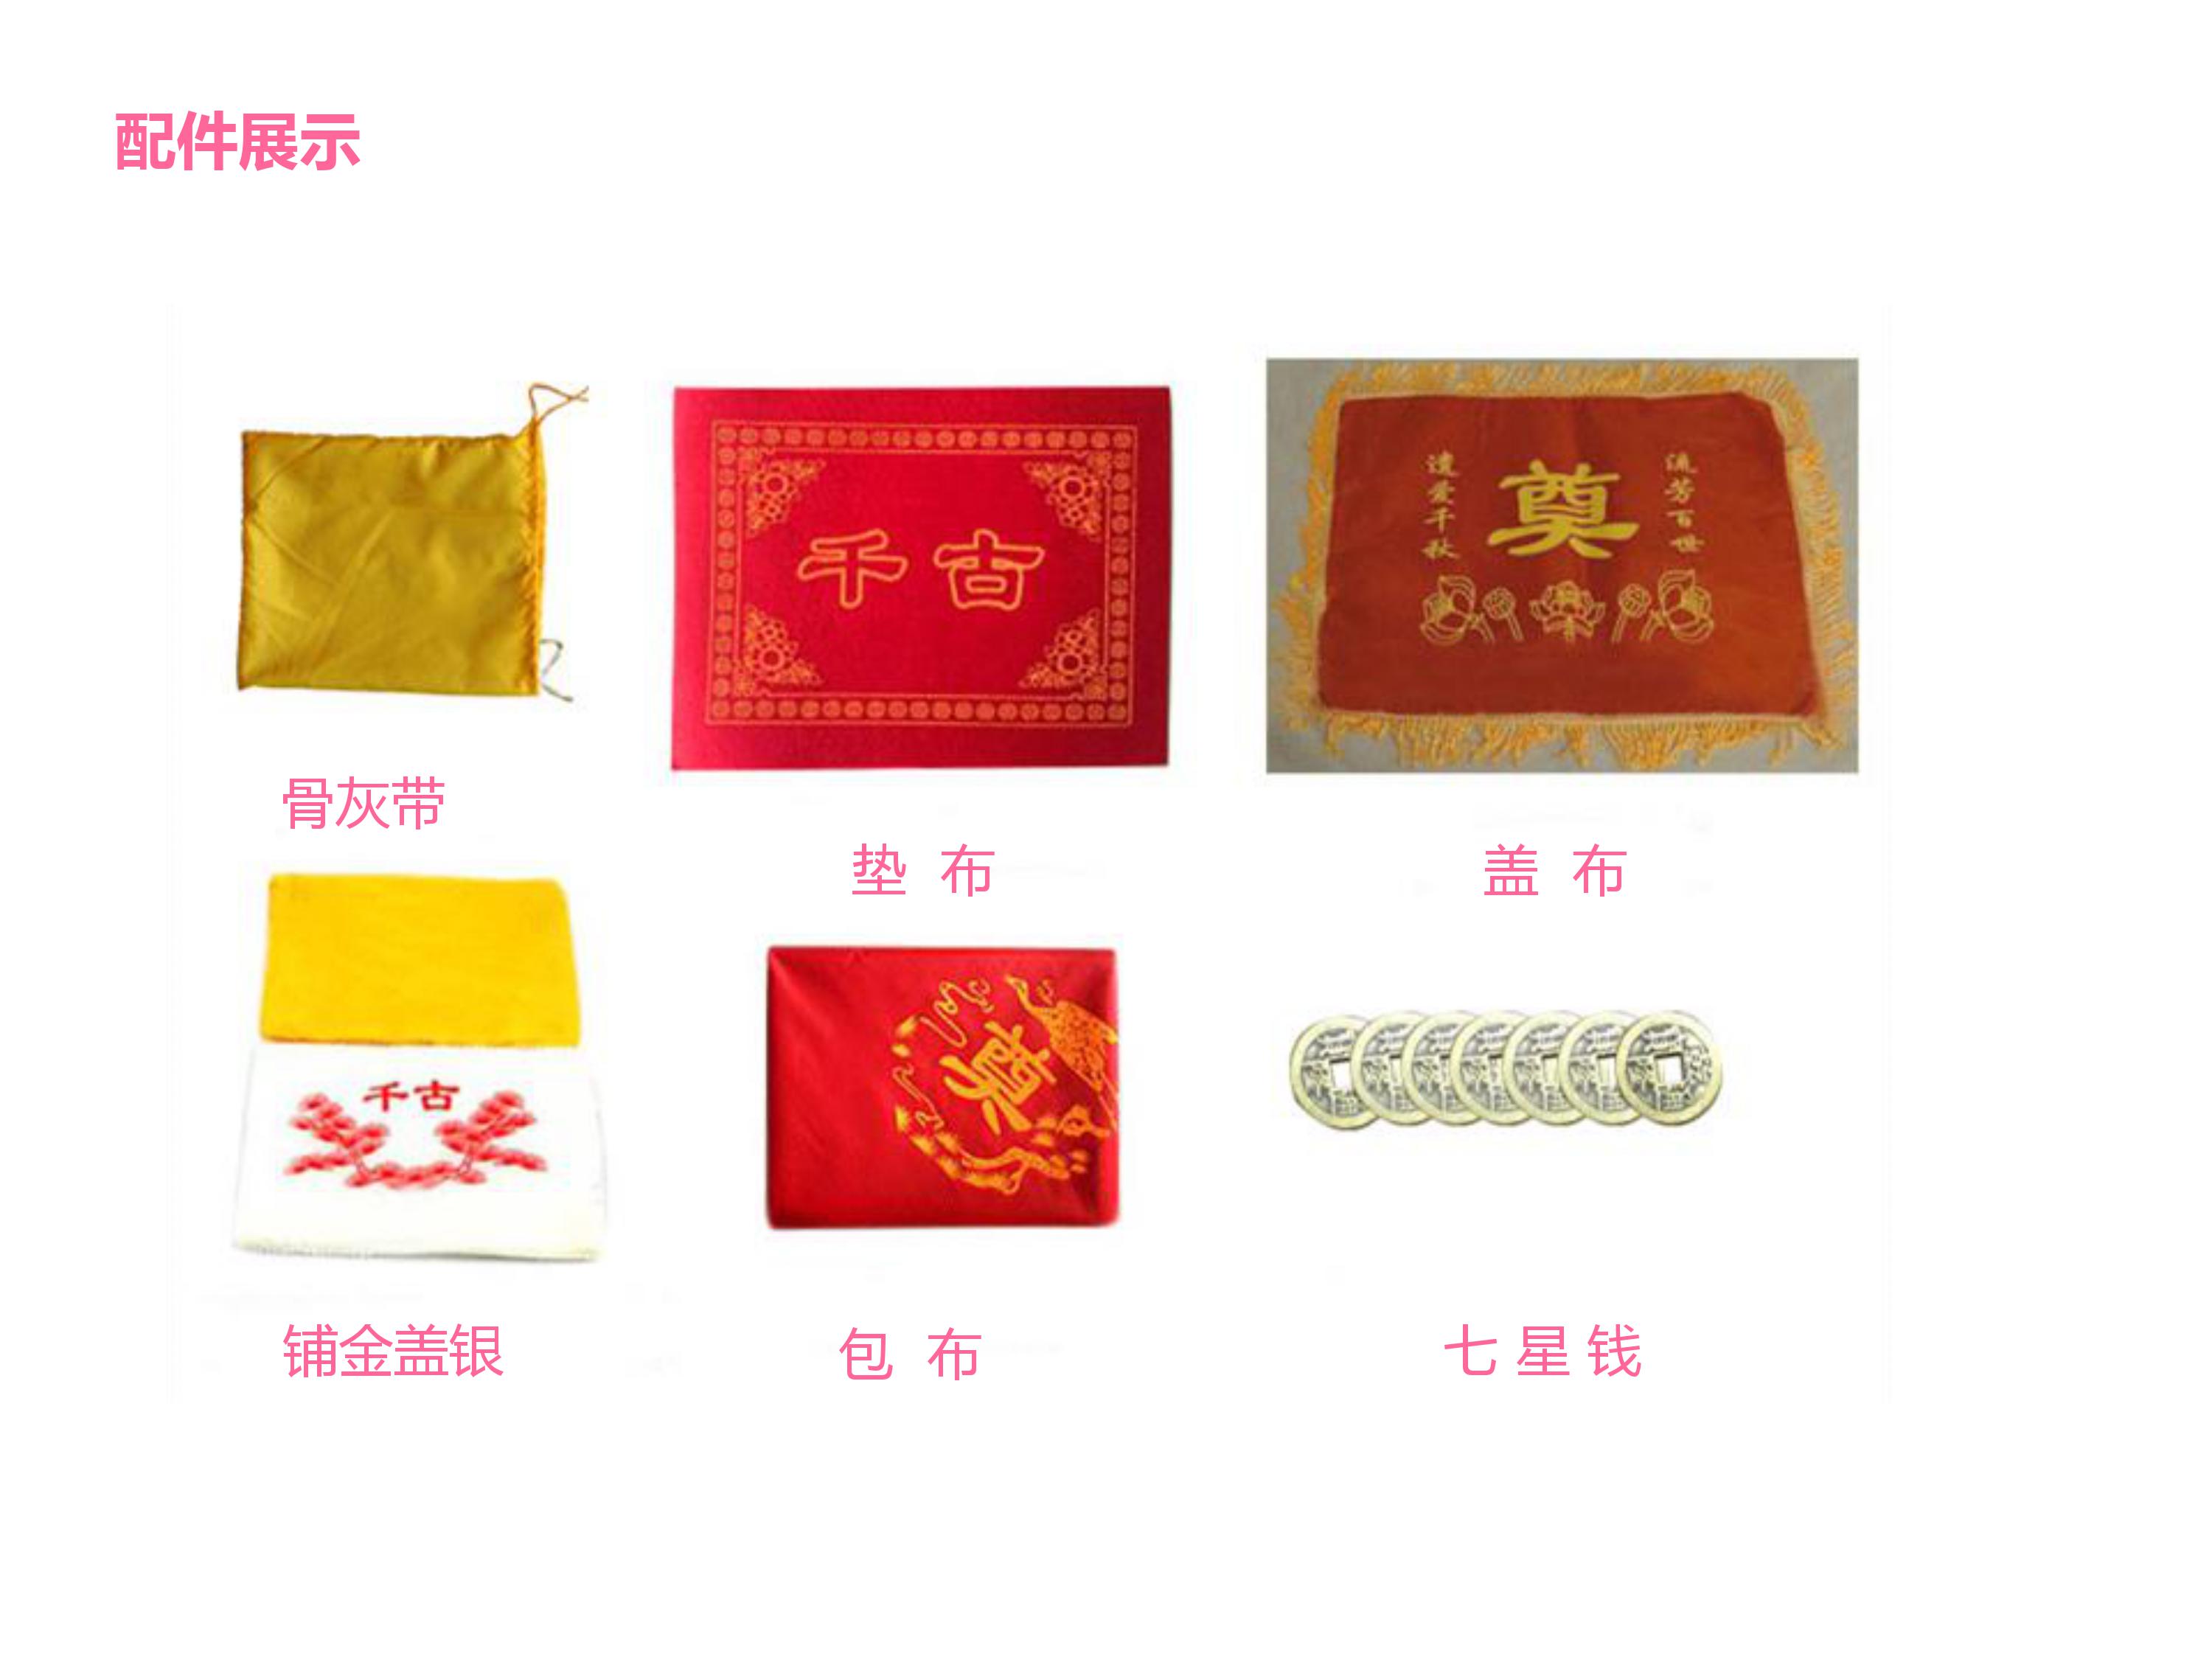 配件展示
千古
遗爱千秋
奠
流芳百世
骨灰带
垫 布
盖 布
千古
奠
铺金盖银
包 布
七 星 钱